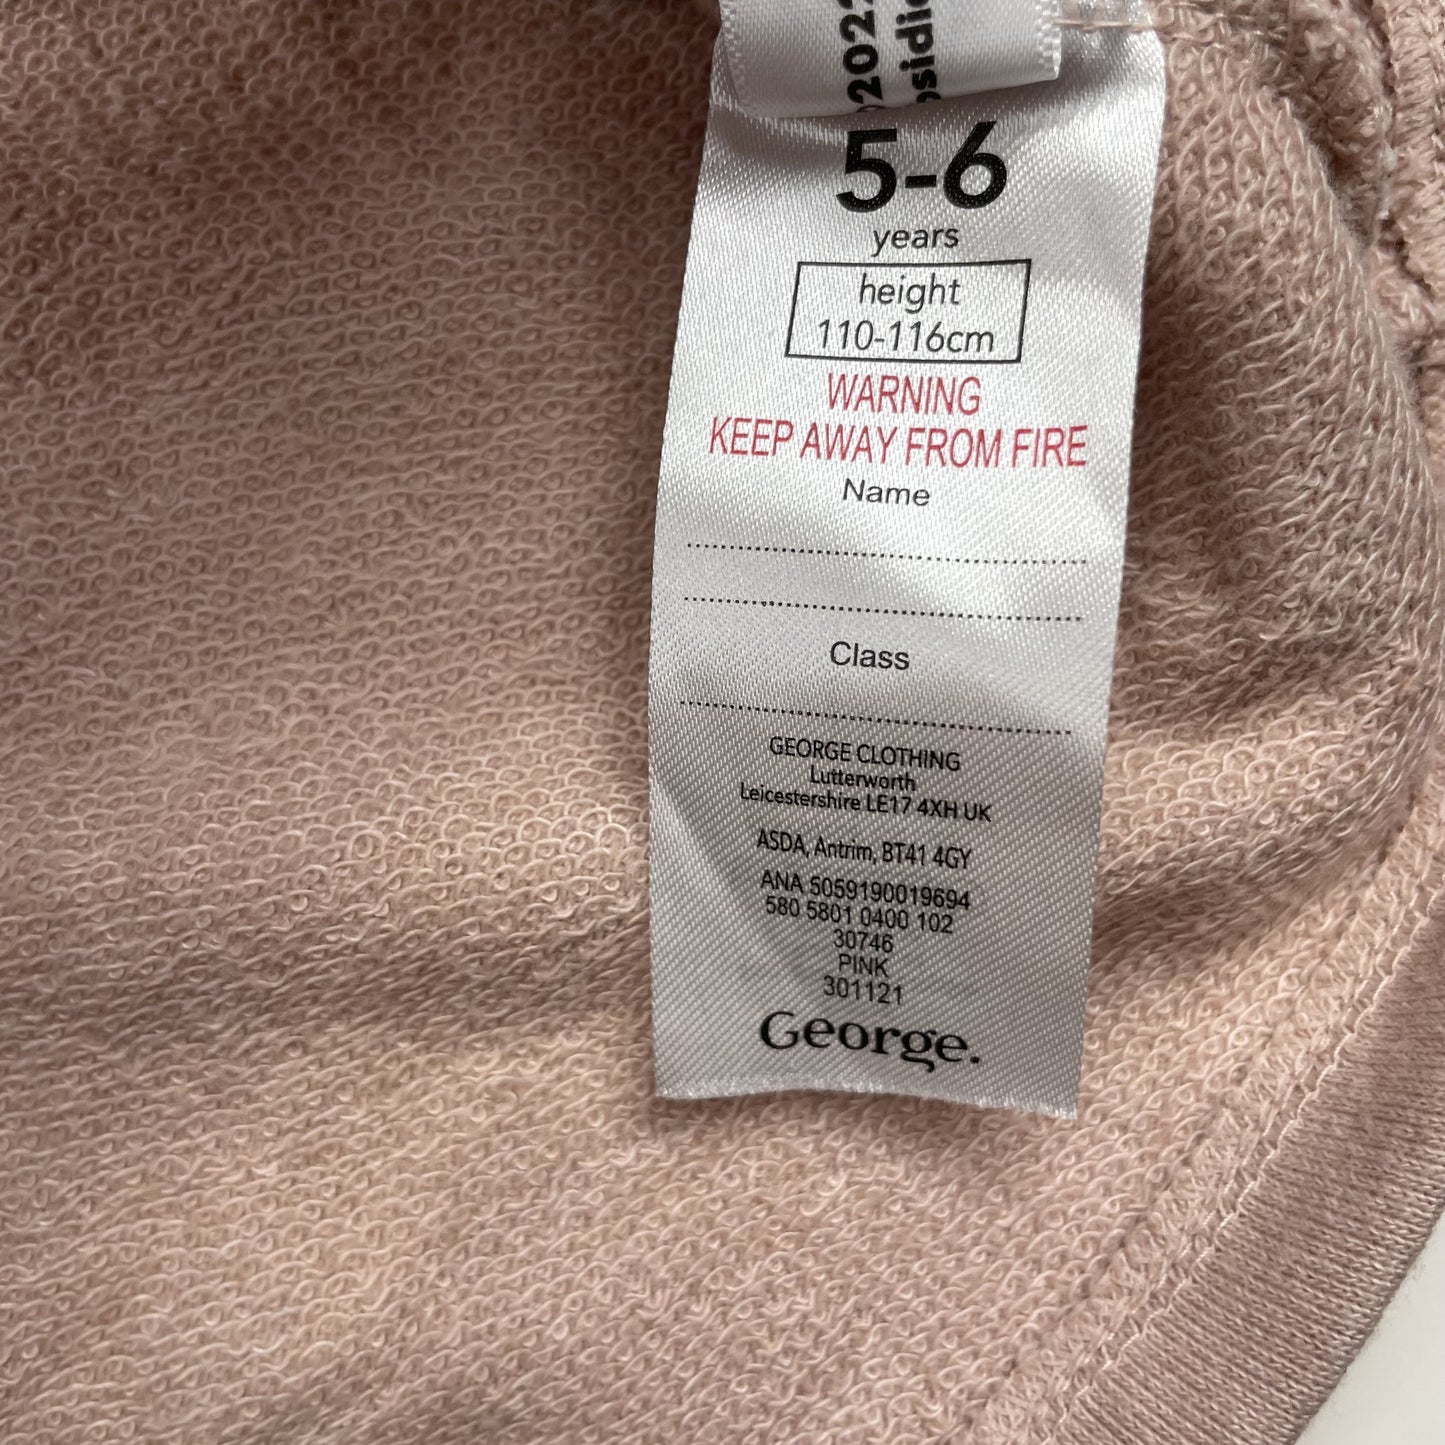 2022
5-6
years
height
110-116cm
WARNING
KEEP AWAY FROM FIRE
Name
Class
GEORGE CLOTHING
Lutterworth
Leicestershire LE17 4XH UK
ASDA, Antrim, BT41 4GY
ANA 5059190019694
580 5801 0400 102
30746
PINK
301121
George.